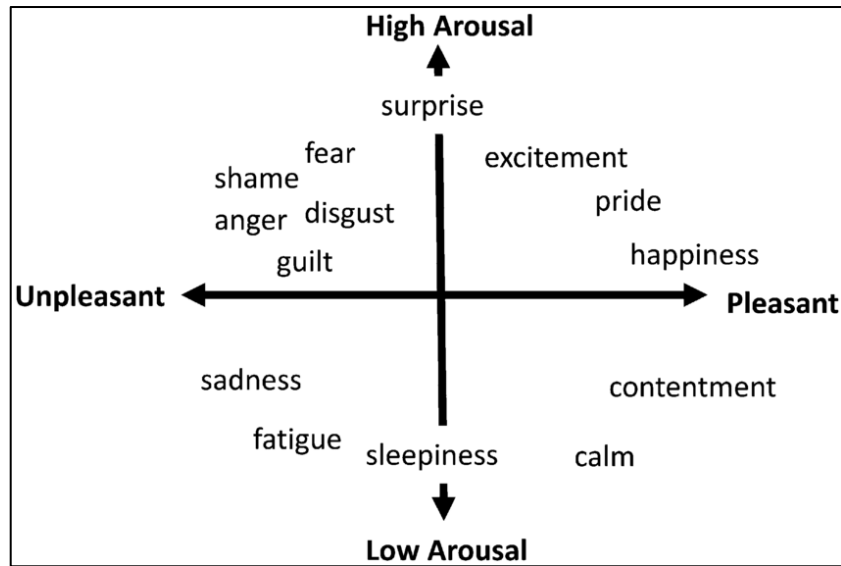 High Arousal
surprise
fear
excitement
shame
pride
anger
disgust
guilt
happiness
Unpleasant
Pleasant
sadness
contentment
fatigue
sleepiness
calm
Low Arousal